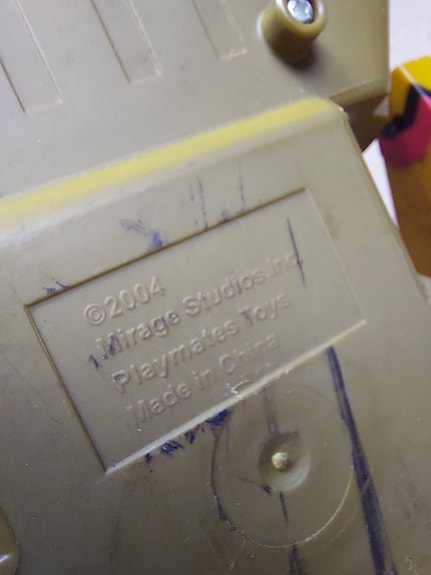 ©2004
Mirage Studios,Inc
Playmates Toys
Made in China